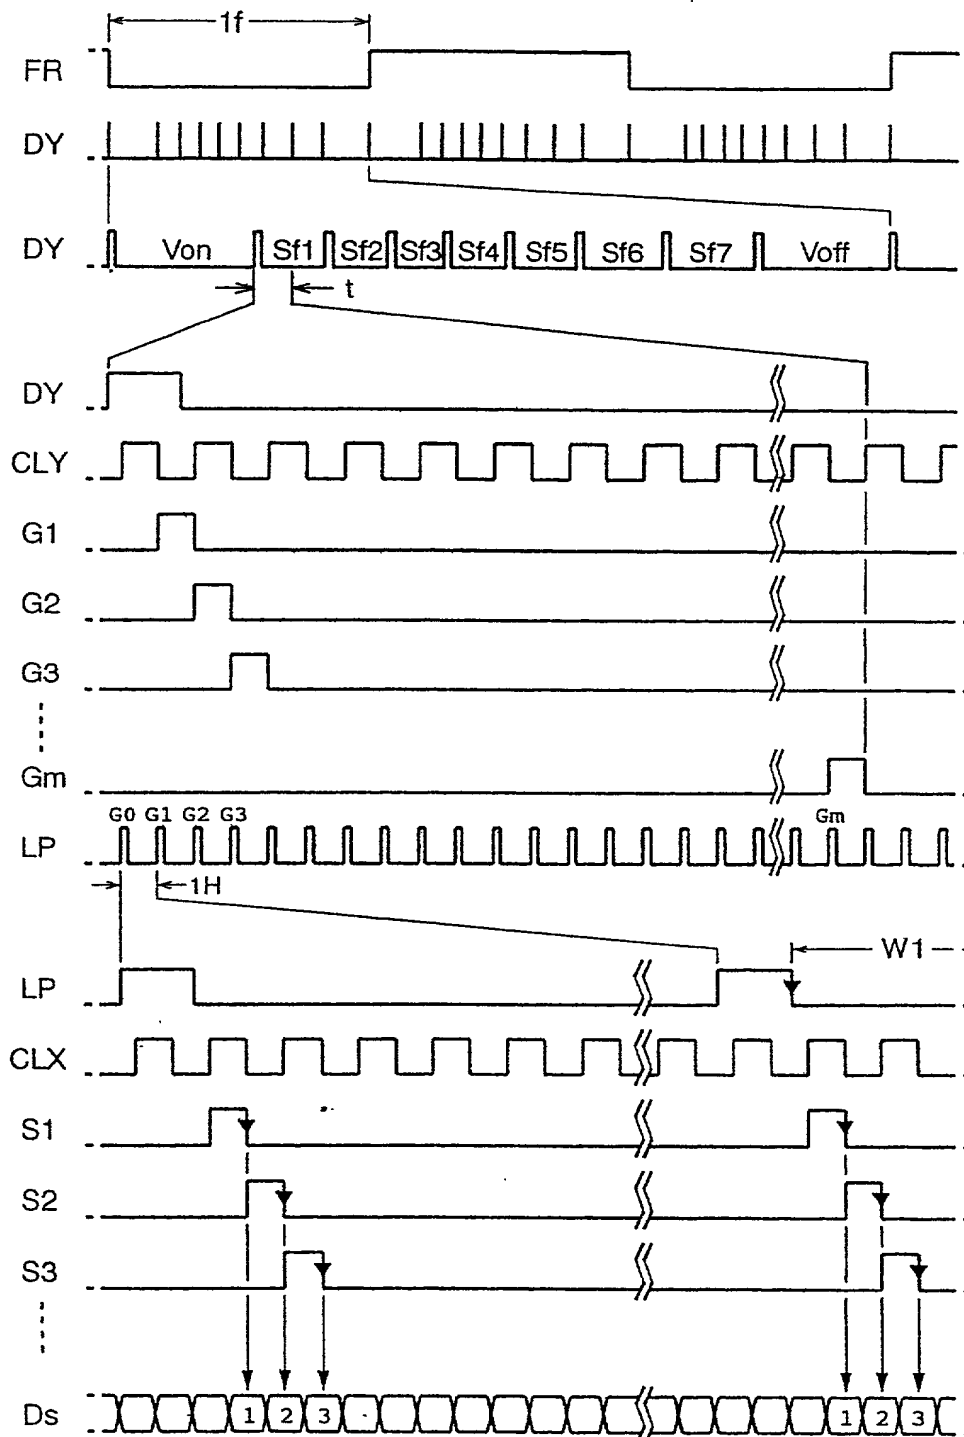 1f
FR
DY
DY Von Sf1 Sf2 Sf3 Sf4 Sf5 Sf6 Sf7 Voff
t
DY
CLY
G1
G2
G3
Gm
G0 G1 G2 G3 Gm
LP
1H
W1
LP
CLX
S1
S2
S3
Ds 1 2 3 1 2 3